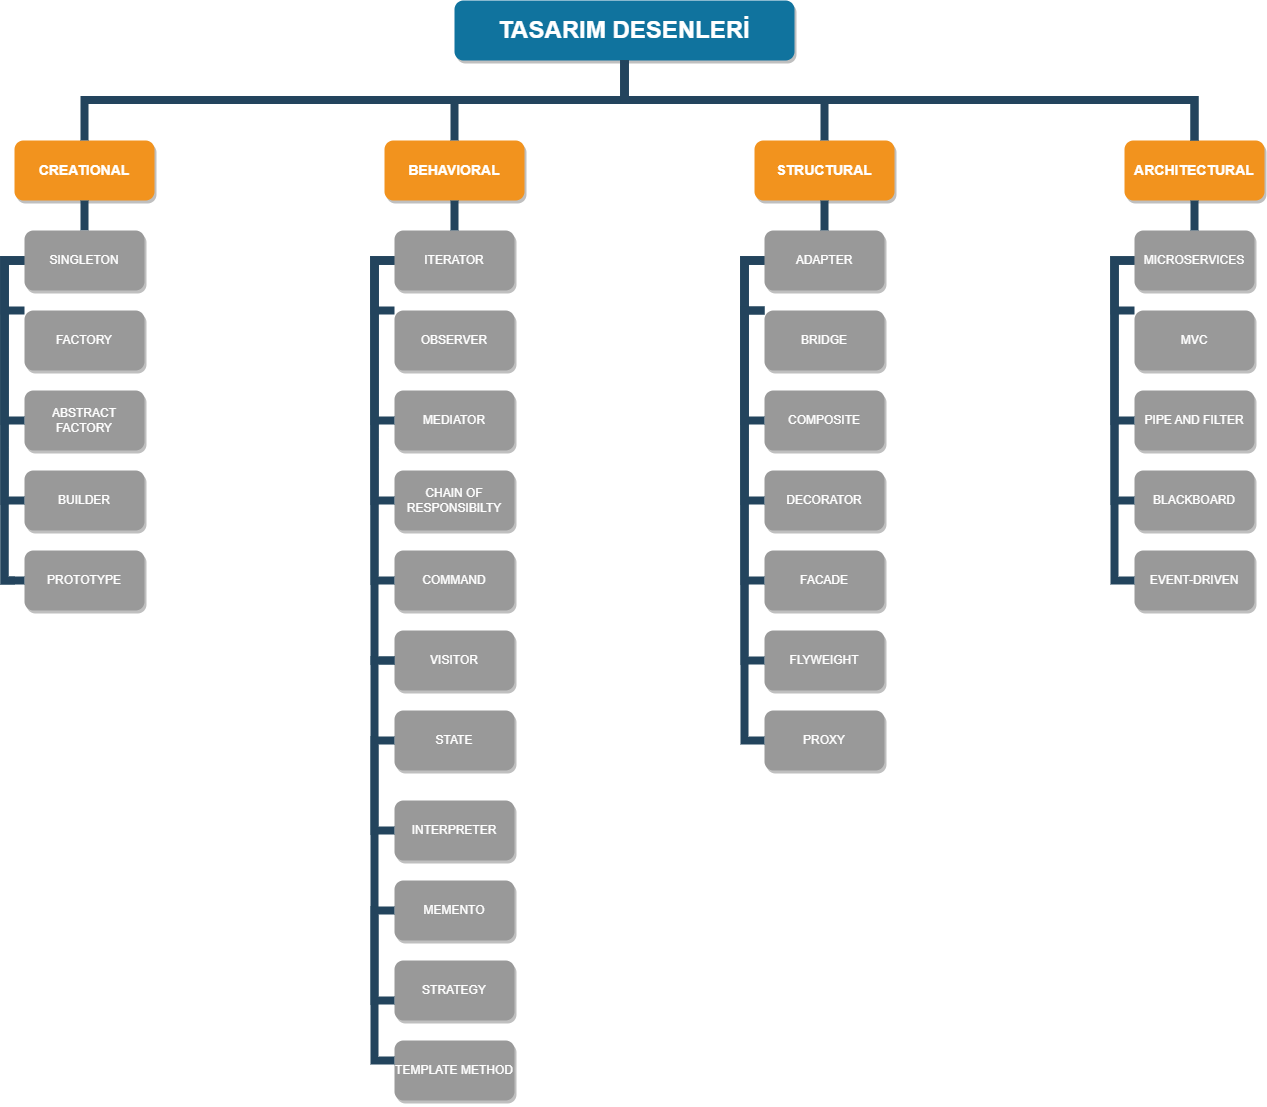 TASARIM DESENLERİ
CREATIONAL
SINGLETON
FACTORY
ABSTRACT
FACTORY
BUILDER
PROTOTYPE
BEHAVIORAL
ITERATOR
OBSERVER
MEDIATOR
CHAIN OF
RESPONSIBILTY
COMMAND
VISITOR
STATE
INTERPRETER
MEMENTO
STRATEGY
TEMPLATE METHOD
STRUCTURAL
ADAPTER
BRIDGE
COMPOSITE
DECORATOR
FACADE
FLYWEIGHT
PROXY
ARCHITECTURAL
MICROSERVICES
MVC
PIPE AND FILTER
BLACKBOARD
EVENT-DRIVEN